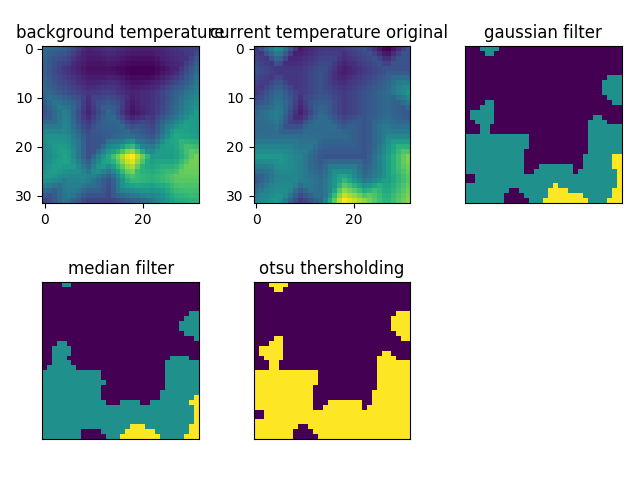 background temperature
current temperature original
gaussian filter
0
10
20
30
0
20
0
10
20
30
0
20
median filter
otsu thersholding